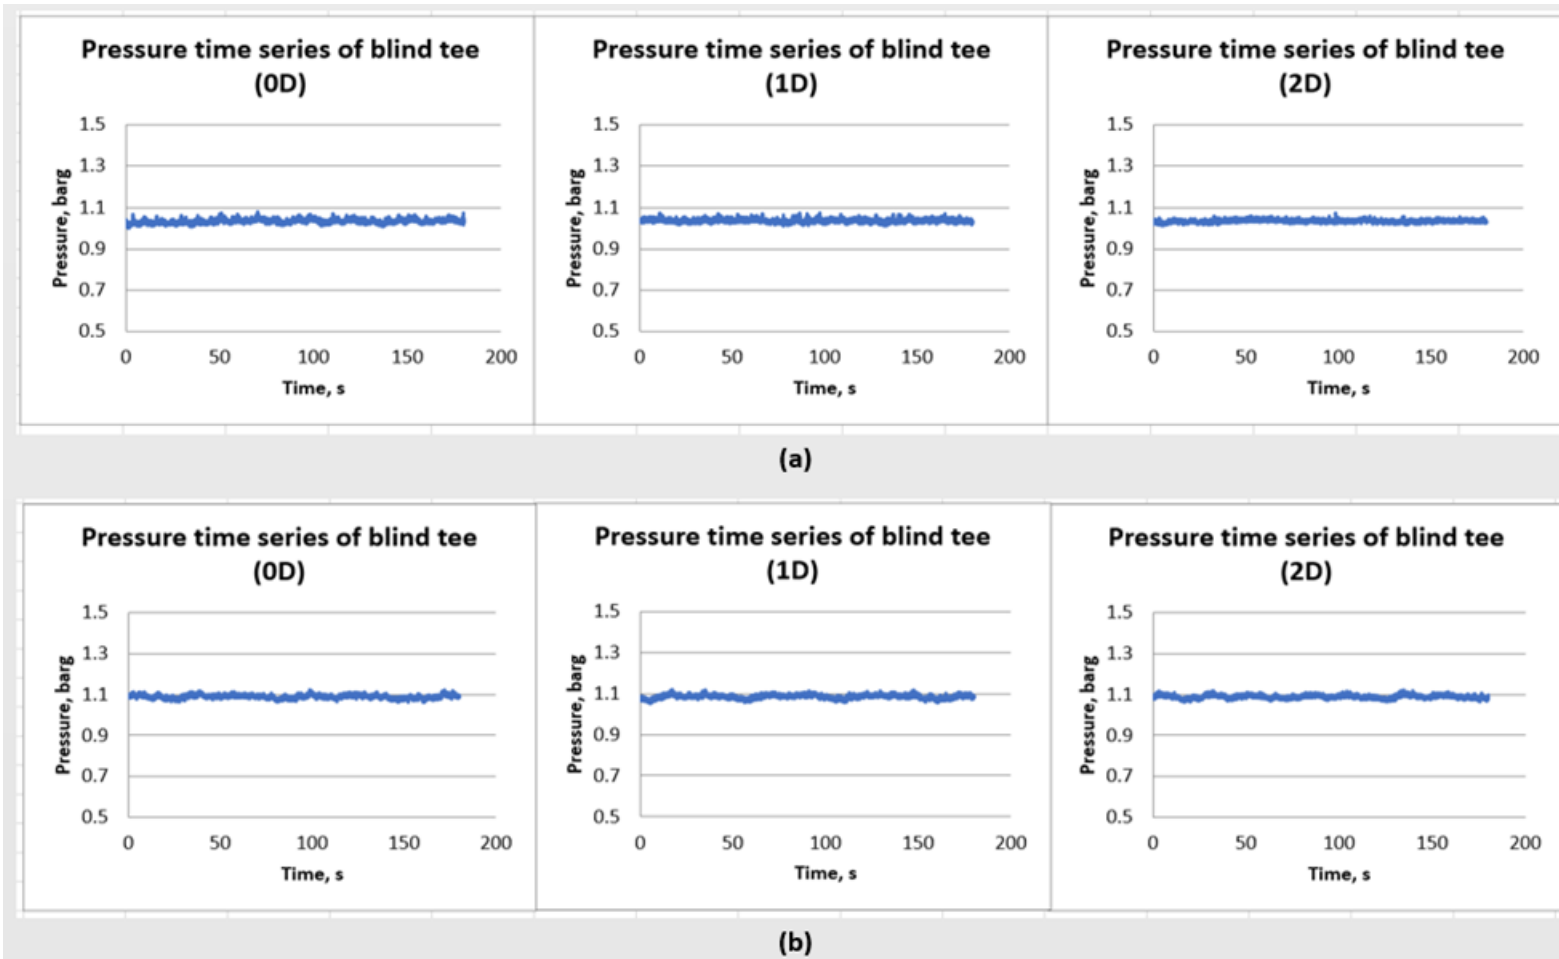 Pressure time series of blind tee
(0D)
1.5
1.3
1.1
0.9
0.7
0.5
Pressure, barg
0 50 100 150 200
Time, s
Pressure time series of blind tee
(1D)
1.5
1.3
1.1
0.9
0.7
0.5
Pressure, barg
0 50 100 150 200
Time, s
Pressure time series of blind tee
(2D)
1.5
1.3
1.1
0.9
0.7
0.5
Pressure, barg
0 50 100 150 200
Time, s
(a)
Pressure time series of blind tee
(0D)
1.5
1.3
1.1
0.9
0.7
0.5
Pressure, barg
0 50 100 150 200
Time, s
Pressure time series of blind tee
(1D)
1.5
1.3
1.1
0.9
0.7
0.5
Pressure, barg
0 50 100 150 200
Time, s
Pressure time series of blind tee
(2D)
1.5
1.3
1.1
0.9
0.7
0.5
Pressure, barg
0 50 100 150 200
Time, s
(b)